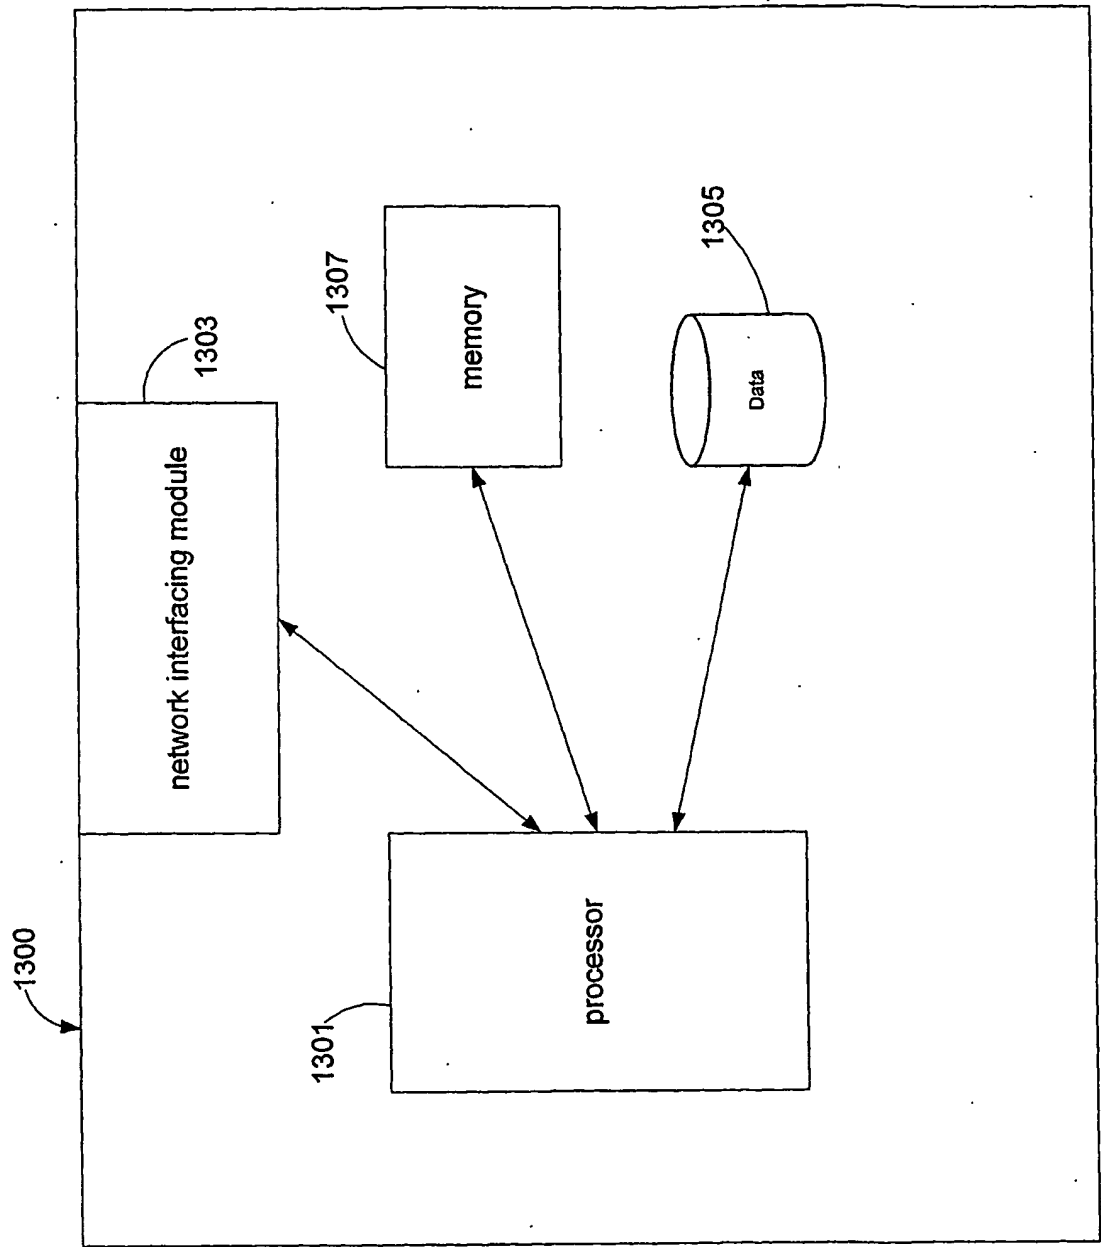 1300
network interfacing module
1303
1301
processor
1307
memory
1305
Data